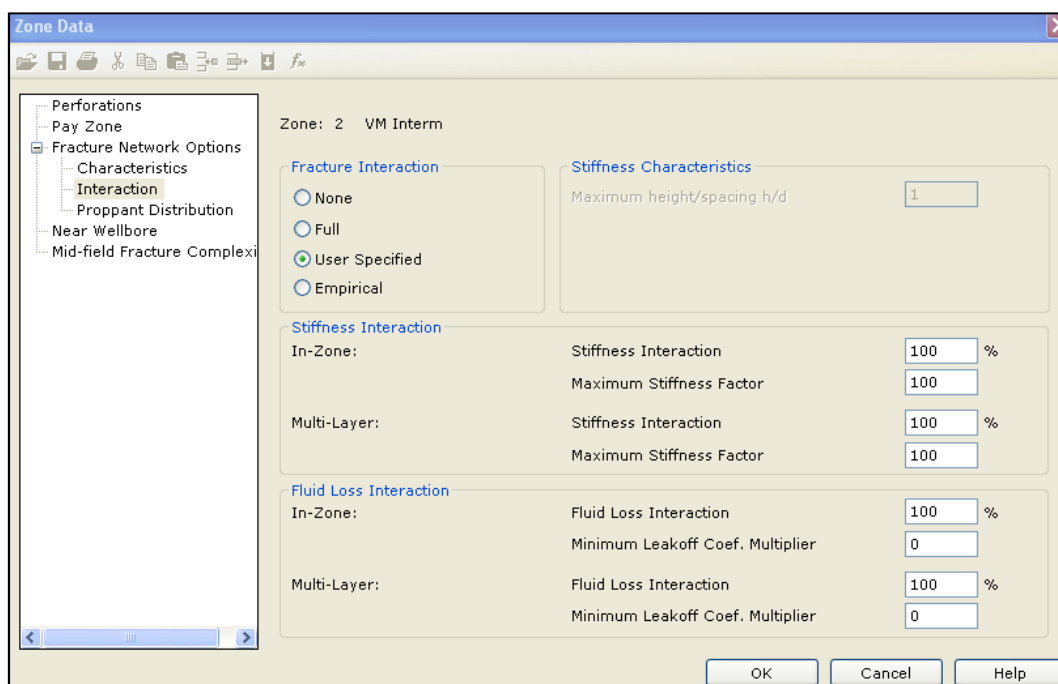 Zone Data
Perforations
Pay Zone
Fracture Network Options
Characteristics
Interaction
Proppant Distribution
Near Wellbore
Mid-field Fracture Complexi
Zone: 2 VM Interm
Fracture Interaction
None
Full
User Specified
Empirical
Stiffness Characteristics
Maximum height/spacing h/d 1
Stiffness Interaction
In-Zone: Stiffness Interaction 100 %
Maximum Stiffness Factor 100
Multi-Layer: Stiffness Interaction 100 %
Maximum Stiffness Factor 100
Fluid Loss Interaction
In-Zone: Fluid Loss Interaction 100 %
Minimum Leakoff Coef. Multiplier 0
Multi-Layer: Fluid Loss Interaction 100 %
Minimum Leakoff Coef. Multiplier 0
OK Cancel Help